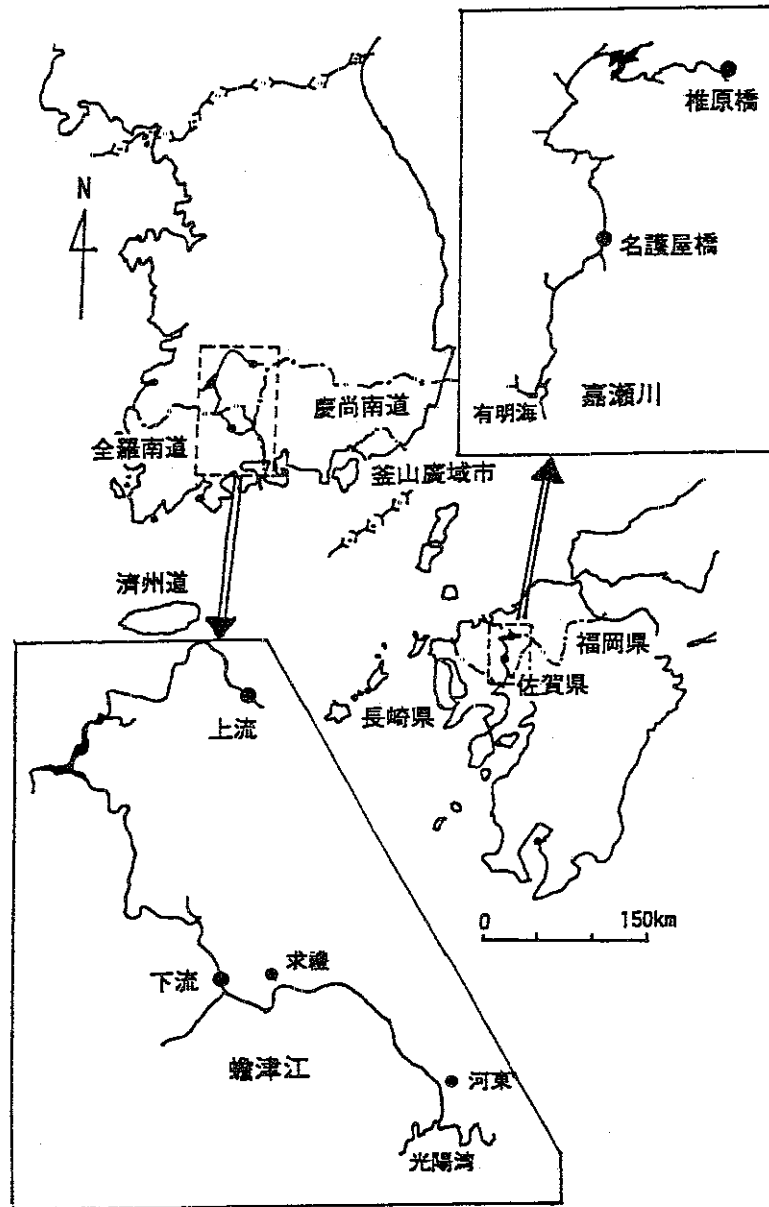 椎原橋
名護屋橋
嘉瀬川
有明海
N
慶尚南道
全羅南道
釜山廣域市
濟州道
福岡県
佐賀県
長崎県
0 150km
上流
下流
求禮
蟾津江
河東
光陽湾